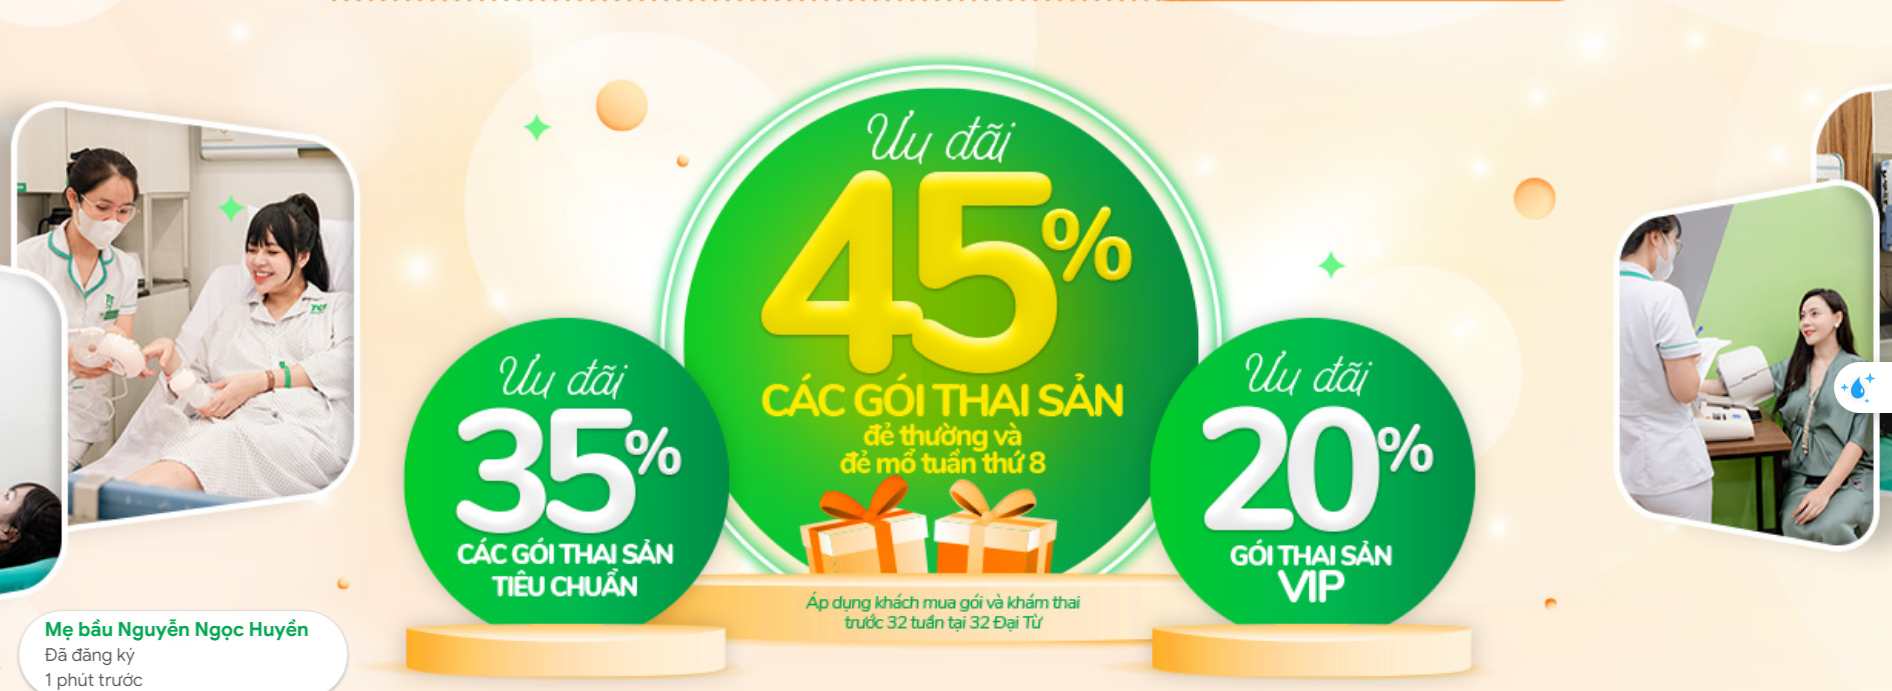 Ưu đãi
45%
CÁC GÓI THAI SẢN
đẻ thường và
đẻ mổ tuần thứ 8
Ưu đãi
35%
CÁC GÓI THAI SẢN
TIÊU CHUẨN
Ưu đãi
20%
GÓI THAI SẢN
VIP
Áp dụng khách mua gói và khám thai
trước 32 tuần tại 32 Đại Từ
Mẹ bầu Nguyễn Ngọc Huyền
Đã đăng ký
1 phút trước